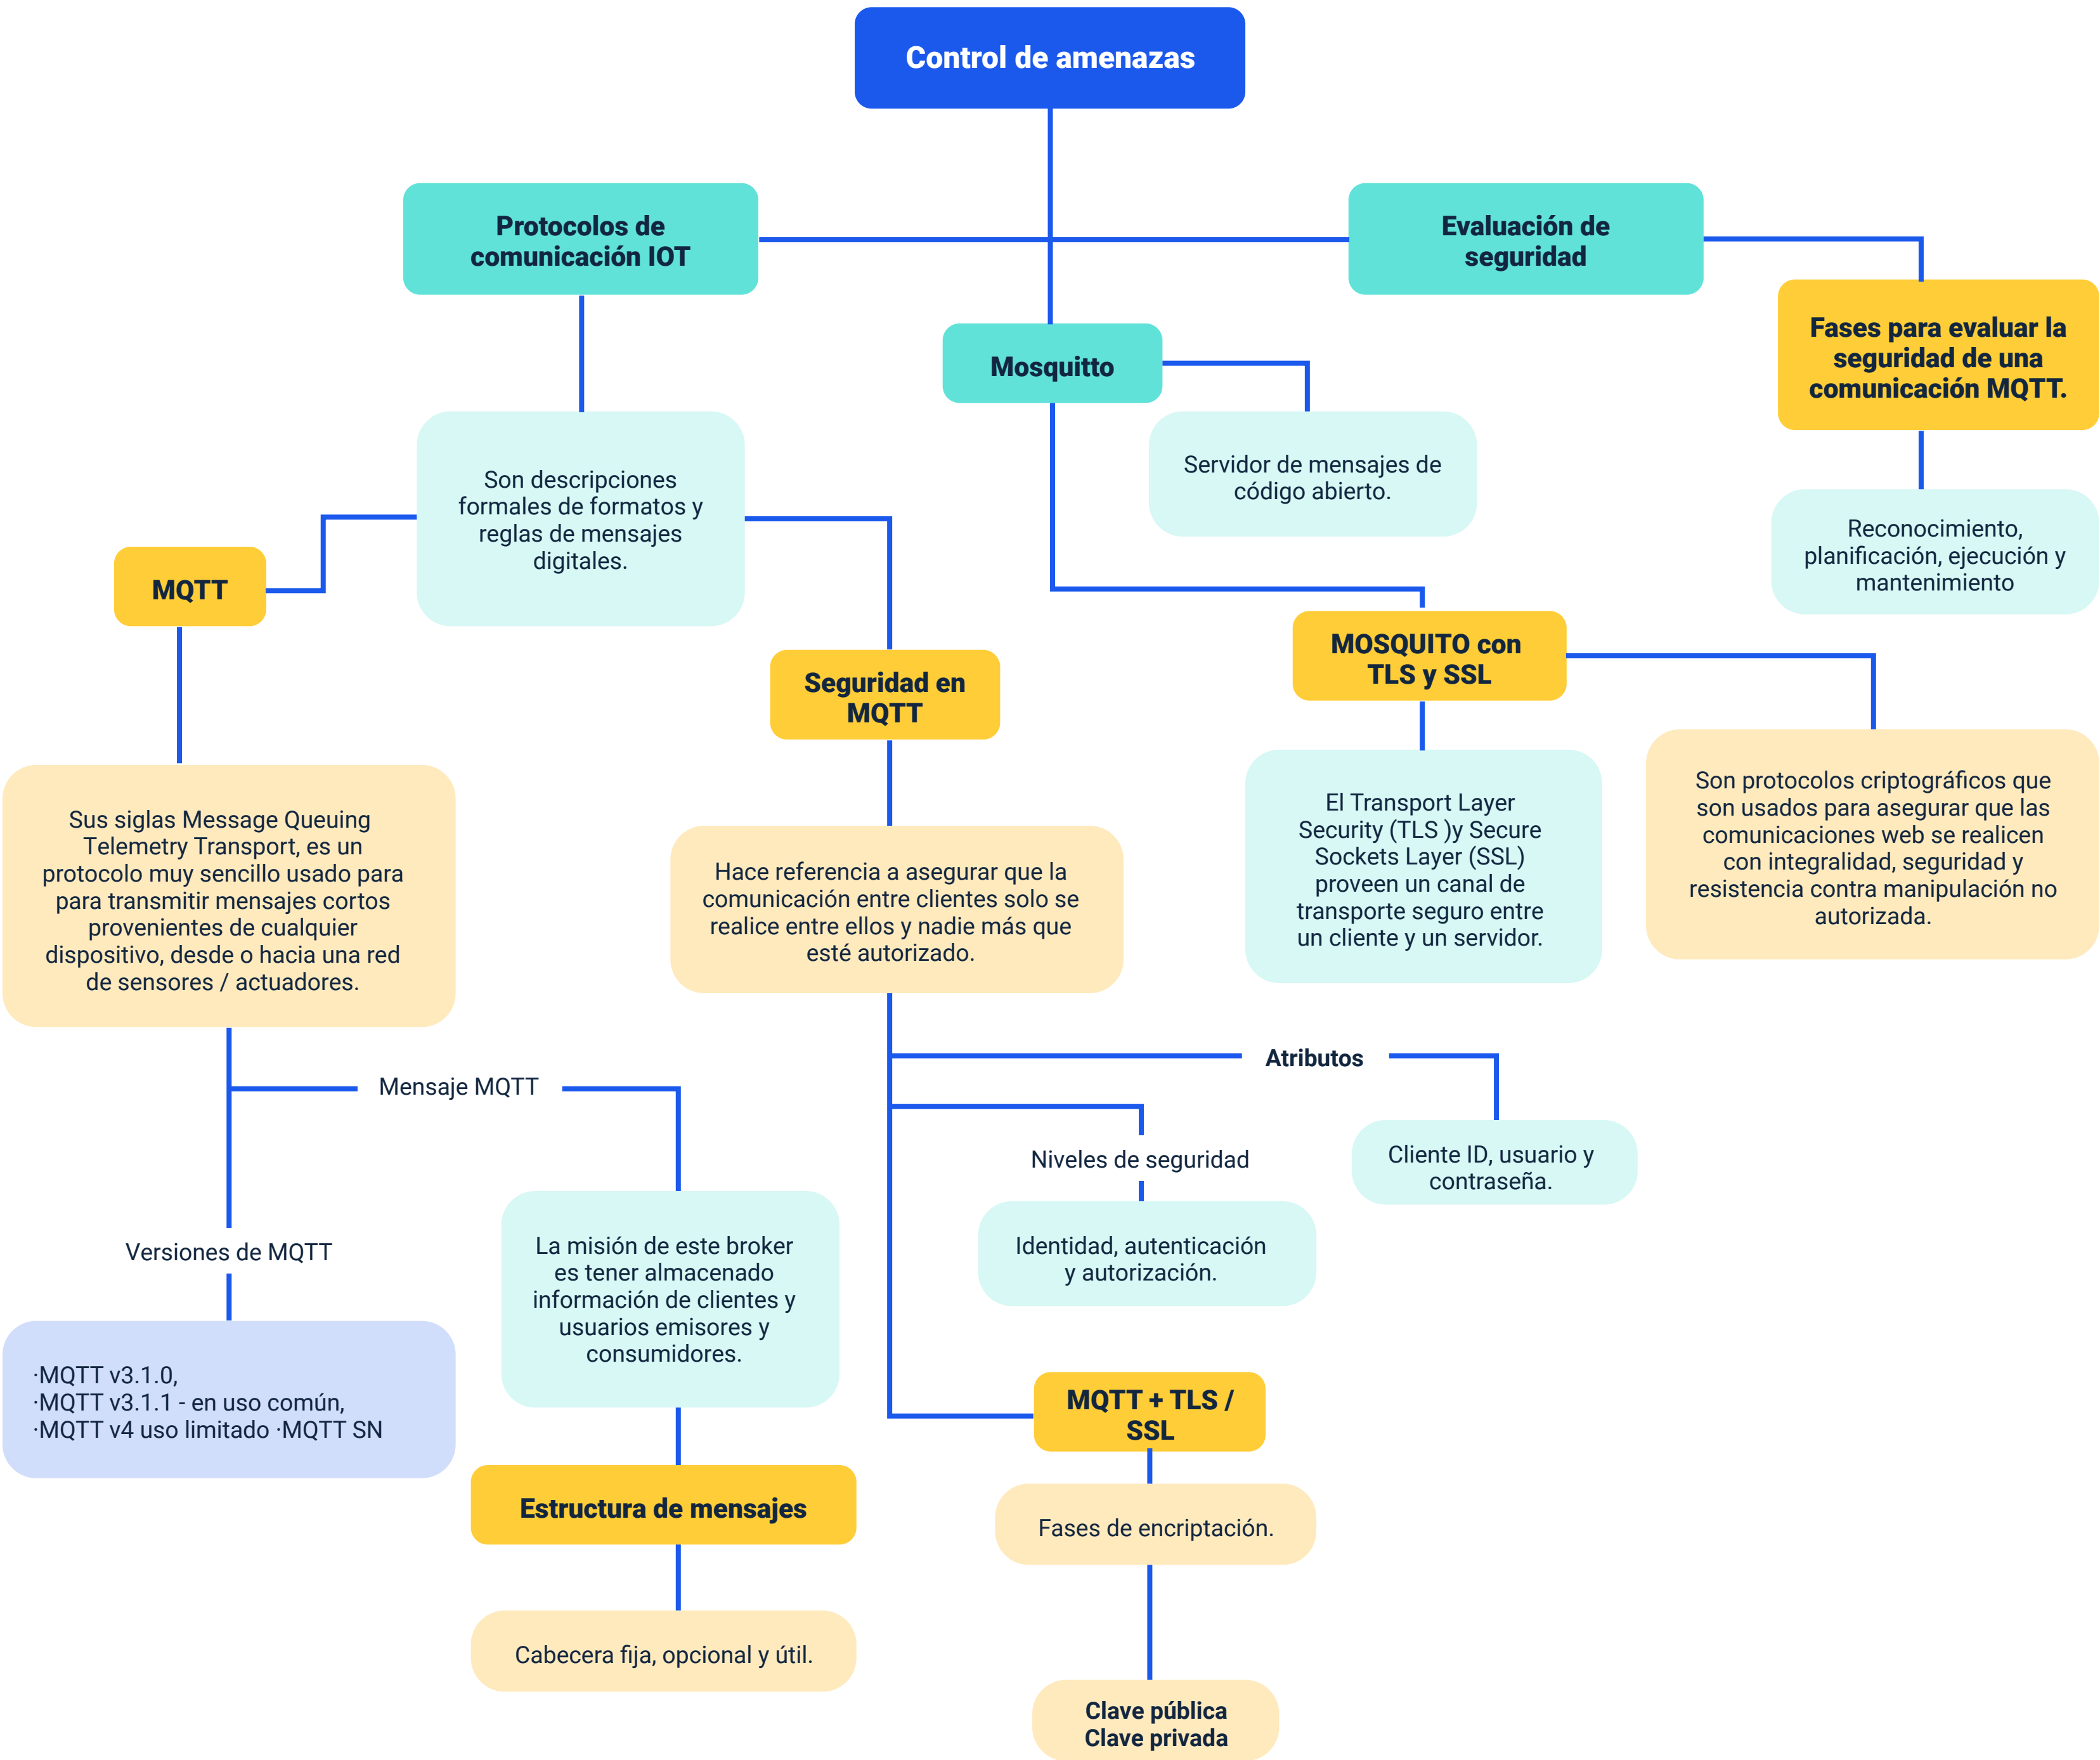 Control de amenazas
Protocolos de
comunicación IOT
Evaluación de
seguridad
Fases para evaluar la
seguridad de una
comunicación MQTT.
Mosquitto
Servidor de mensajes de
código abierto.
Son descripciones
formales de formatos y
reglas de mensajes
digitales.
Reconocimiento,
planificación, ejecución y
mantenimiento
MQTT
MOSQUITO con
TLS y SSL
Seguridad en
MQTT
Sus siglas Message Queuing
Telemetry Transport, es un
protocolo muy sencillo usado para
para transmitir mensajes cortos
provenientes de cualquier
dispositivo, desde o hacia una red
de sensores / actuadores.
Hace referencia a asegurar que la
comunicación entre clientes solo se
realice entre ellos y nadie más que
esté autorizado.
El Transport Layer
Security (TLS )y Secure
Sockets Layer (SSL)
proveen un canal de
transporte seguro entre
un cliente y un servidor.
Son protocolos criptográficos que
son usados para asegurar que las
comunicaciones web se realicen
con integralidad, seguridad y
resistencia contra manipulación no
autorizada.
Atributos
Mensaje MQTT
Niveles de seguridad
Cliente ID, usuario y
contraseña.
Versiones de MQTT
La misión de este broker
es tener almacenado
información de clientes y
usuarios emisores y
consumidores.
Identidad, autenticación
y autorización.
·MQTT v3.1.0,
·MQTT v3.1.1 - en uso común,
·MQTT v4 uso limitado ·MQTT SN
MQTT + TLS /
SSL
Estructura de mensajes
Fases de encriptación.
Cabecera fija, opcional y útil.
Clave pública
Clave privada